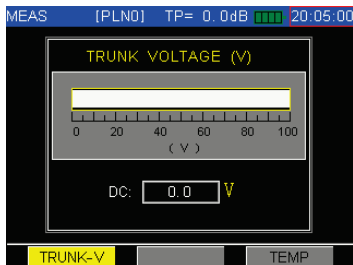 MEAS [PLN0] TP= 0.0dB 20:05:00
TRUNK VOLTAGE (V)
0 20 40 60 80 100
(V)
DC: 0.0 V
TRUNK-V TEMP